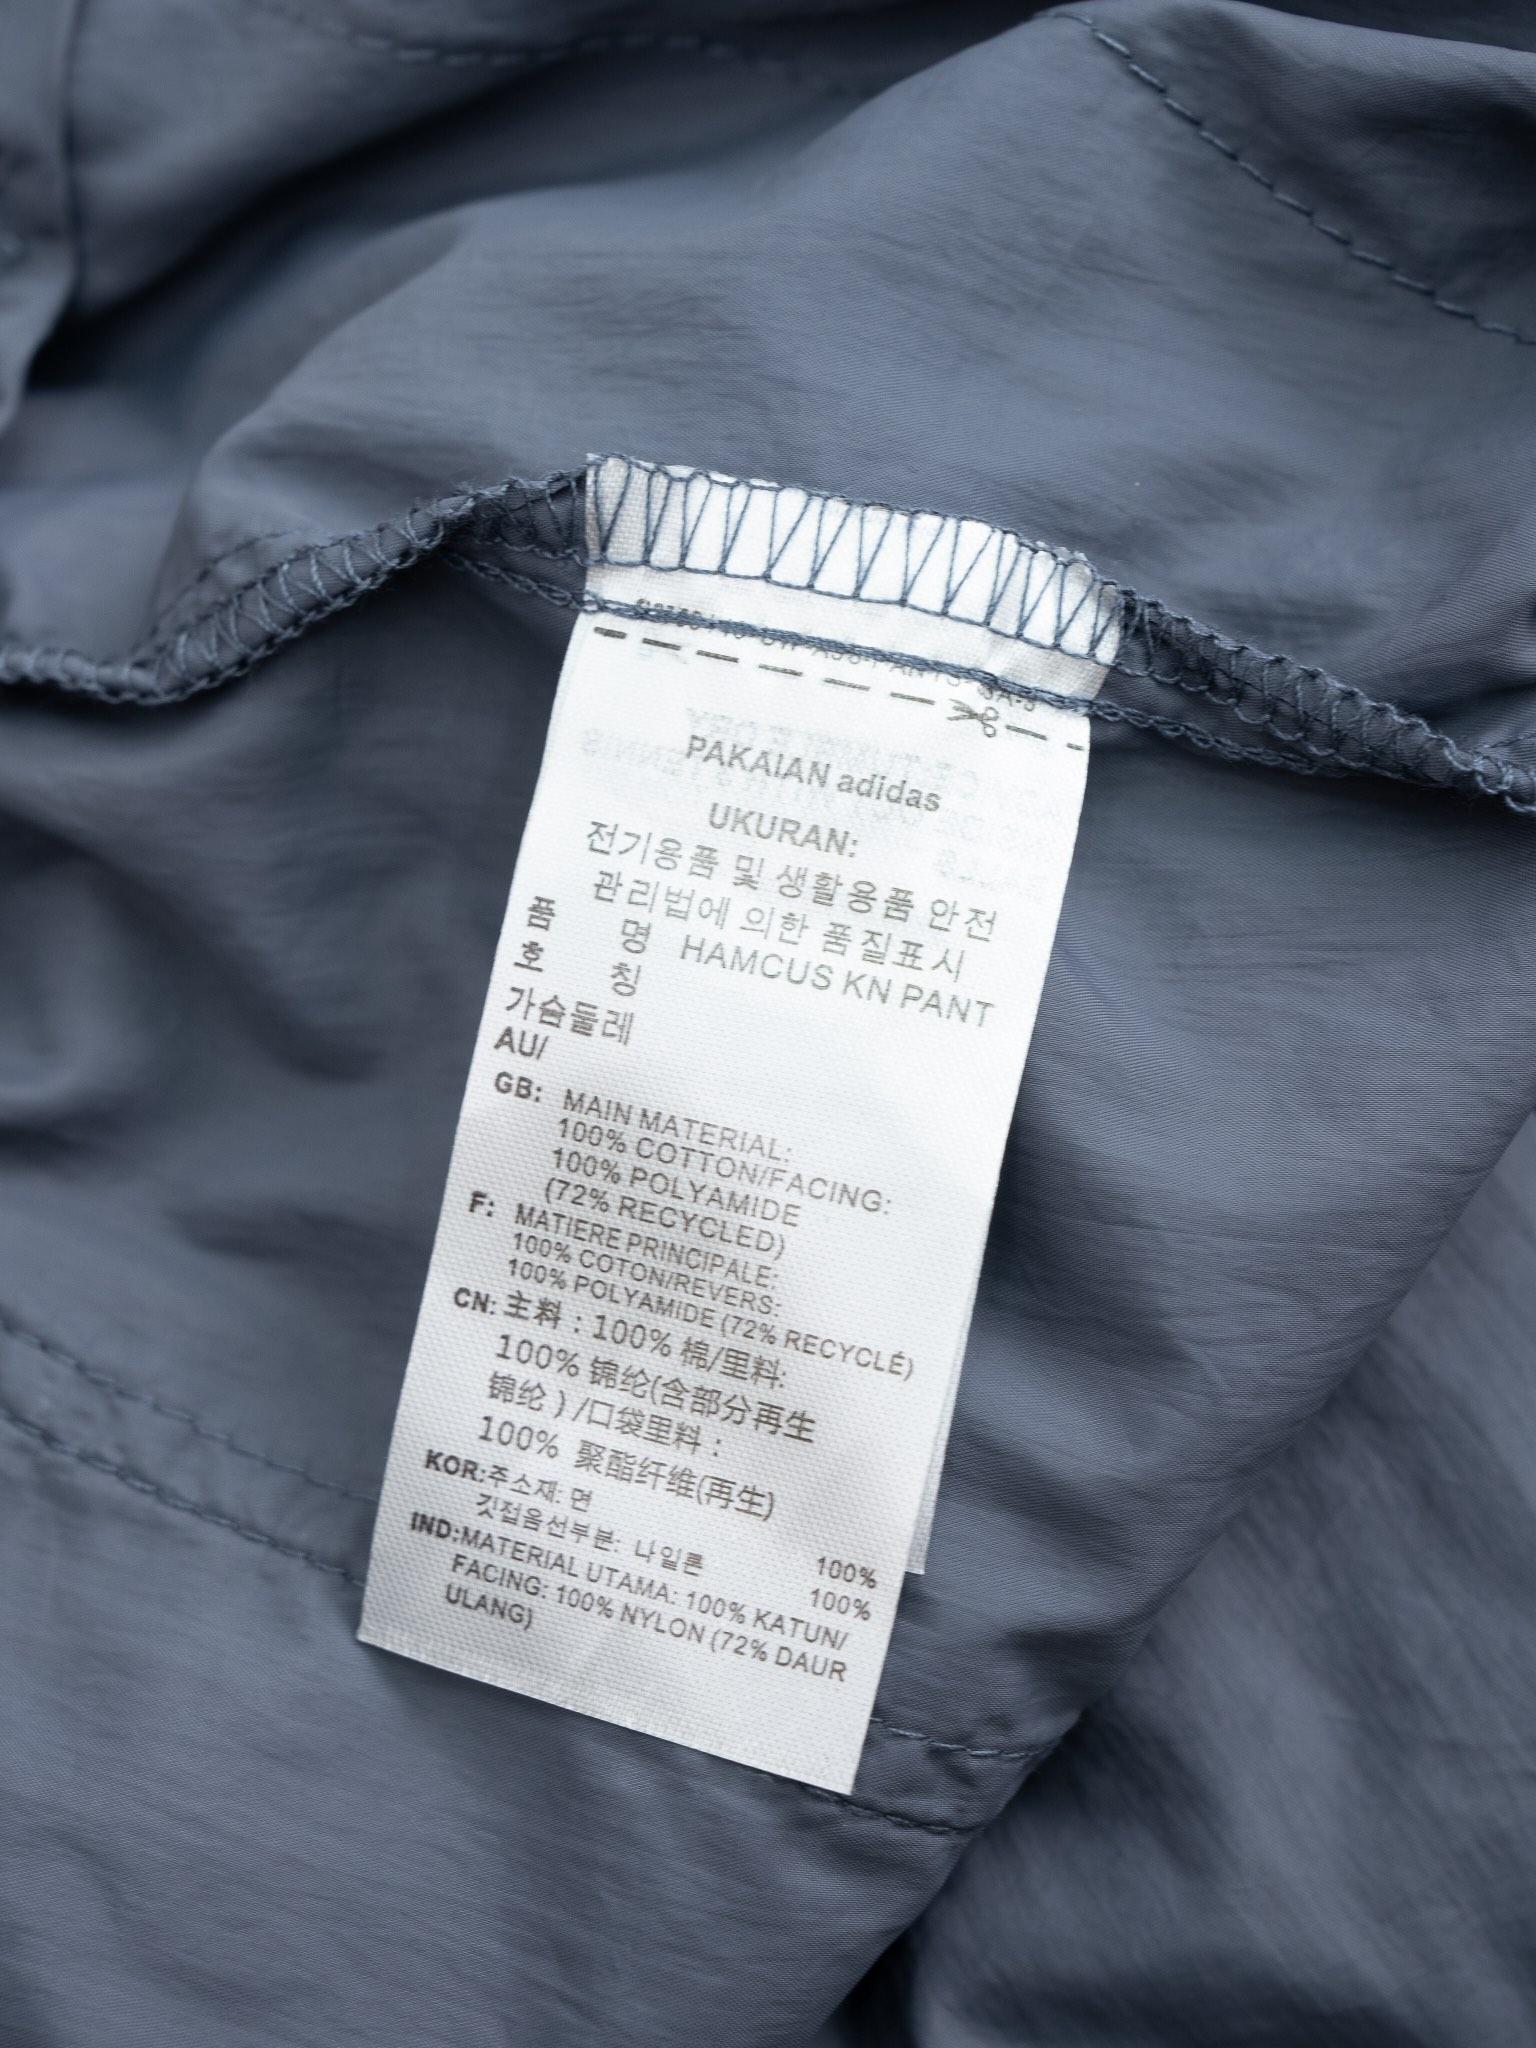 PAKAIAN adidas
UKURAN:
전기용품 및 생활용품 안전
관리법에 의한 품질표시
품 명 HAMCUS KN PANT
호 칭
가슴둘레
AU/
GB: MAIN MATERIAL:
100% COTTON/FACING:
100% POLYAMIDE
(72% RECYCLED)
F: MATIERE PRINCIPALE:
100% COTON/REVERS:
100% POLYAMIDE (72% RECYCLÉ)
CN: 主料：100% 棉/里料:
100% 锦纶(含部分再生
锦纶 ) /口袋里料：
100% 聚酯纤维(再生)
KOR:주소재: 면 100%
깃접음선부분: 나일론 100%
IND:MATERIAL UTAMA: 100% KATUN/
FACING: 100% NYLON (72% DAUR
ULANG)